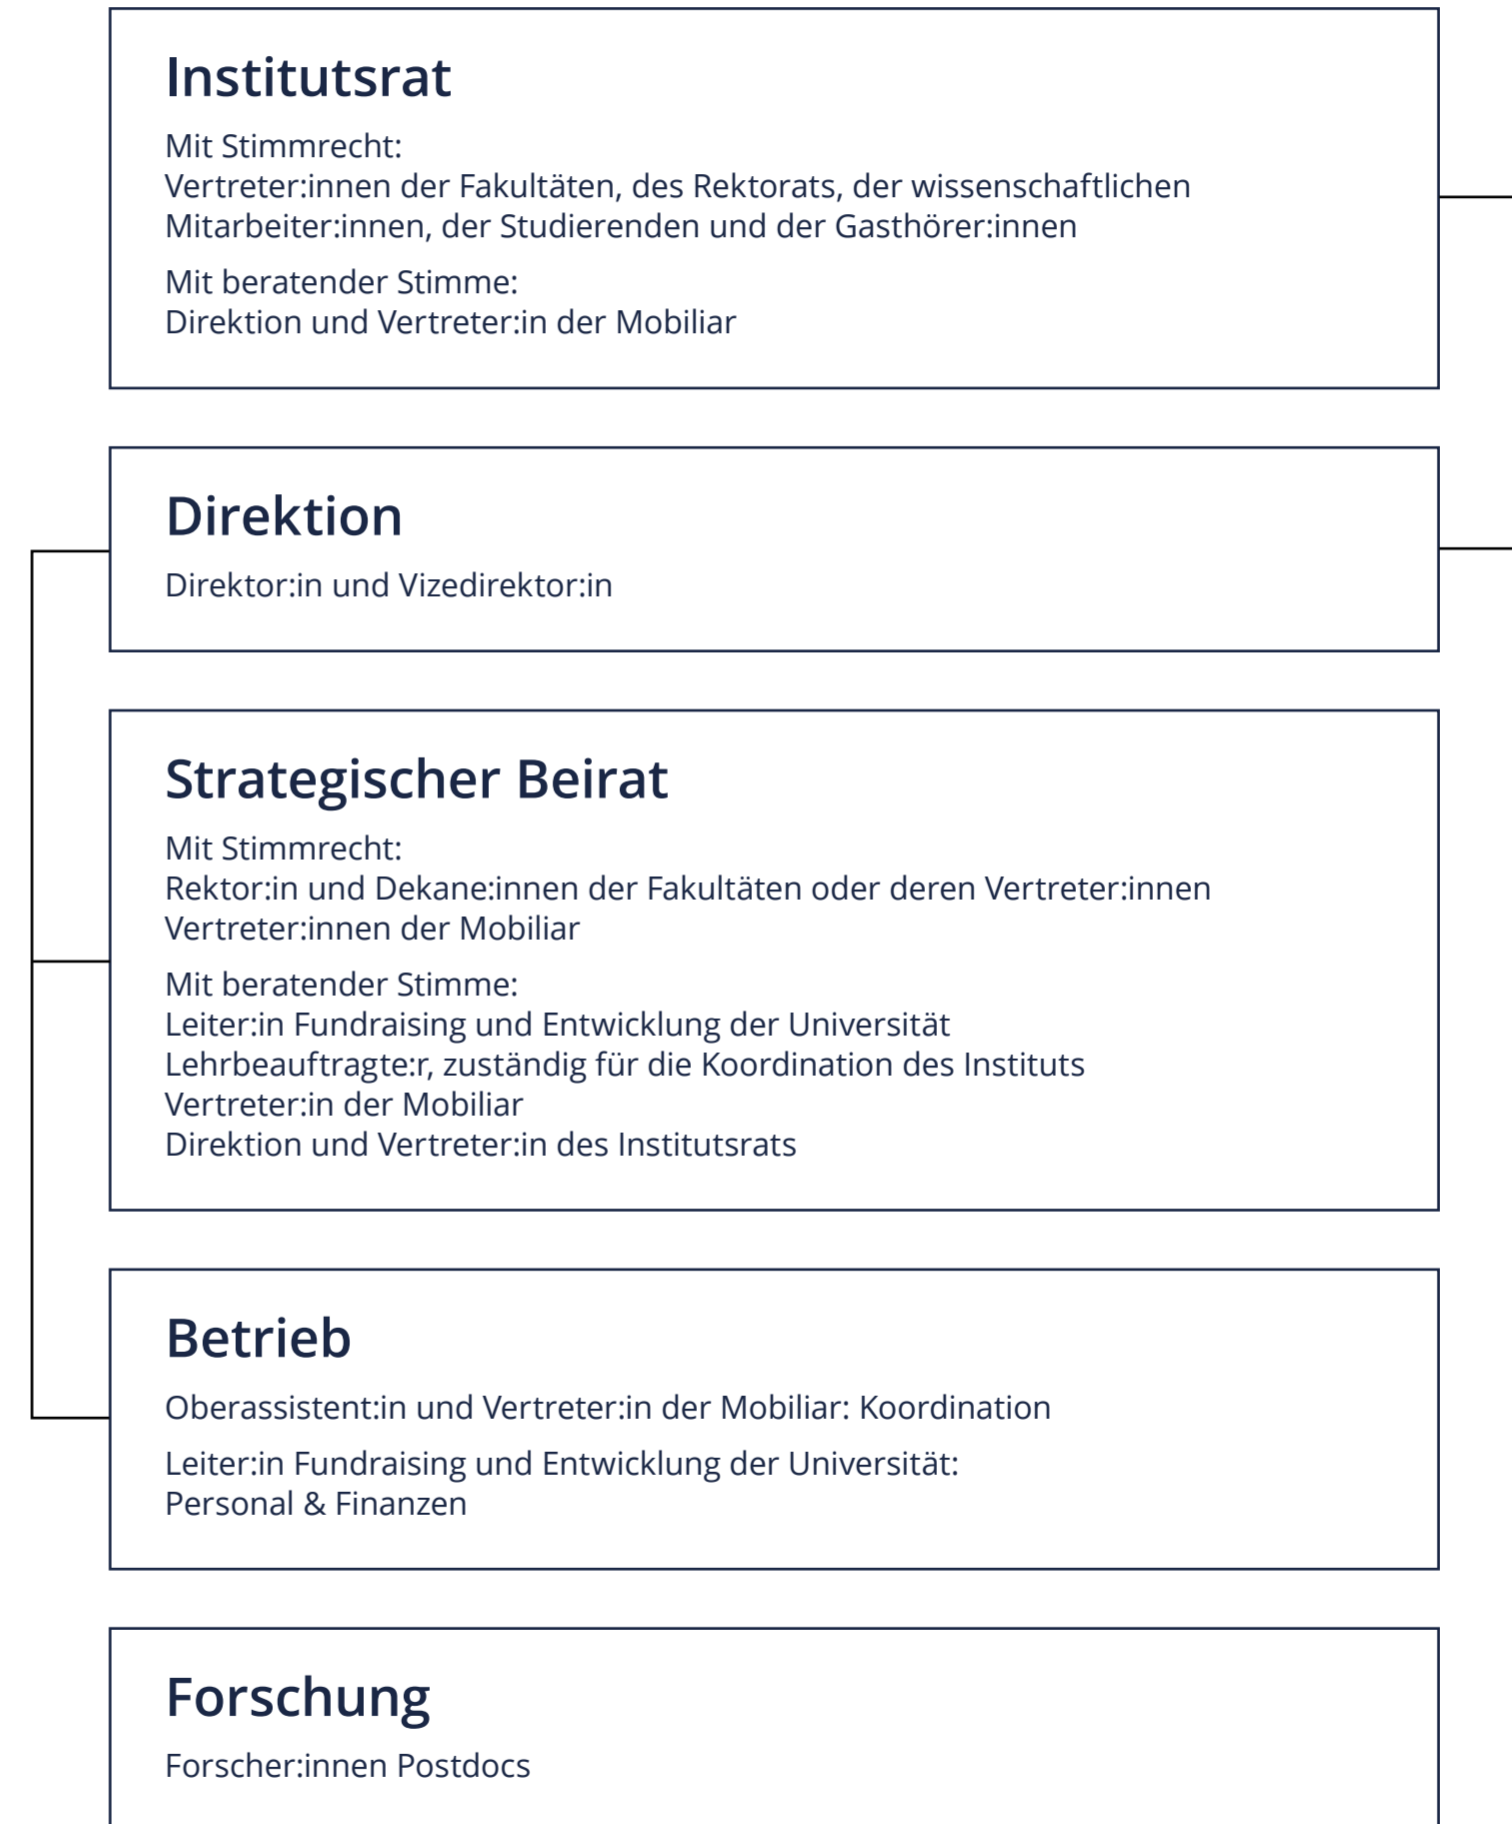 Institutsrat
Mit Stimmrecht:
Vertreter:innen der Fakultäten, des Rektorats, der wissenschaftlichen
Mitarbeiter:innen, der Studierenden und der Gasthörer:innen
Mit beratender Stimme:
Direktion und Vertreter:in der Mobiliar
Direktion
Direktor:in und Vizedirektor:in
Strategischer Beirat
Mit Stimmrecht:
Rektor:in und Dekane:innen der Fakultäten oder deren Vertreter:innen
Vertreter:innen der Mobiliar
Mit beratender Stimme:
Leiter:in Fundraising und Entwicklung der Universität
Lehrbeauftragte:r, zuständig für die Koordination des Instituts
Vertreter:in der Mobiliar
Direktion und Vertreter:in des Institutsrats
Betrieb
Oberassistent:in und Vertreter:in der Mobiliar: Koordination
Leiter:in Fundraising und Entwicklung der Universität:
Personal & Finanzen
Forschung
Forscher:innen Postdocs